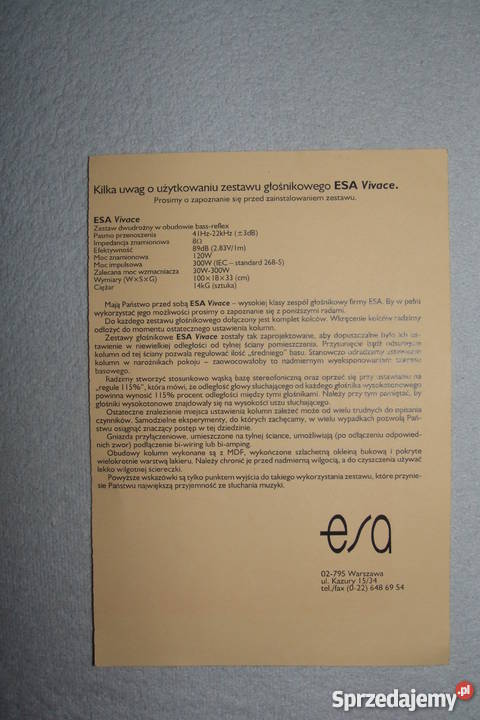 Kilka uwag o użytkowaniu zestawu głośnikowego ESA Vivace.
Prosimy o zapoznanie się przed zainstalowaniem zestawu.
ESA Vivace
Zestaw dwudrożny w obudowie bass-reflex
Pasmo przenoszenia 41Hz-22kHz (±3dB)
Impedancja znamionowa 8Ω
Efektywność 89dB (2.83V/1m)
Moc znamionowa 120W
Moc impulsowa 300W (IEC – standard 268-5)
Zalecana moc wzmacniacza 30W-300W
Wymiary (W×S×G) 100×18×33 (cm)
Ciężar 14kG (sztuka)
Mają Państwo przed sobą ESA Vivace – wysokiej klasy zespół głośnikowy firmy ESA. By w pełni
wykorzystać jego możliwości prosimy o zapoznanie się z poniższymi radami.
Do każdego zestawu głośnikowego dołączony jest komplet kolców. Wkręcenie kolców radzimy
odłożyć do momentu ostatecznego ustawienia kolumn.
Zestawy głośnikowe ESA Vivace zostały tak zaprojektowane, aby dopuszczalne było ich us-
tawienie w niewielkiej odległości od tylnej ściany pomieszczenia. Przysunięcie bądź odsunięcie
kolumn od tej ściany pozwala regulować ilość „średniego” basu. Stanowczo odradzamy ustawianie
kolumn w narożnikach pokoju – zaowocowałoby to nadmiernym wyeksponowaniem zakresu
basowego.
Radzimy stworzyć stosunkowo wąską bazę stereofoniczną oraz oprzeć się przy ustawianiu na
„regule 115%”, która mówi, że odległość głowy słuchającego od każdego głośnika wysokotonowego
powinna wynosić 115% procent odległości między tymi głośnikami. Należy przy tym pamiętać, by
głośniki wysokotonowe znajdowały się na wysokości uszu słuchającego.
Ostateczne znalezienie miejsca ustawienia kolumn zależeć może od wielu trudnych do opisania
czynników. Samodzielne eksperymenty, do których zachęcamy, w wielu wypadkach pozwolą Pań-
stwu osiągnąć znaczący postęp w tej dziedzinie.
Gniazda przyłączeniowe, umieszczone na tylnej ściance, umożliwiają (po odłączeniu odpowied-
nich zwor) podłączenie bi-wiring lub bi-amping.
Obudowy kolumn wykonane są z MDF, wykończone szlachetną okleiną bukową i pokryte
wielokrotnie warstwą lakieru. Należy chronić je przed nadmierną wilgocią, a do czyszczenia używać
lekko wilgotnej ściereczki.
Powyższe wskazówki są tylko punktem wyjścia do takiego wykorzystania zestawu, które przynie-
sie Państwu największą przyjemność ze słuchania muzyki.
esa
02-795 Warszawa
ul. Kazury 15/34
tel./fax (0-22) 648 69 54
Sprzedajemy.pl